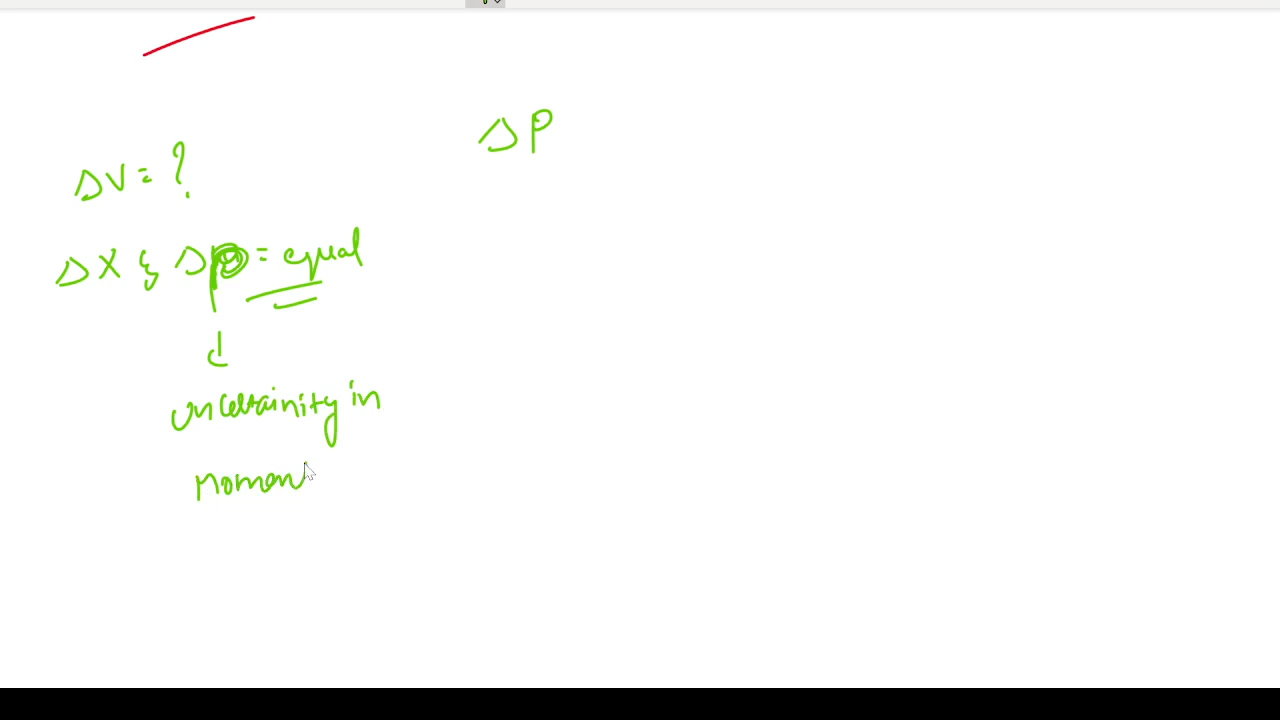 ΔP
ΔV = ?
ΔX & Δp = equal
uncertainity in
Momen